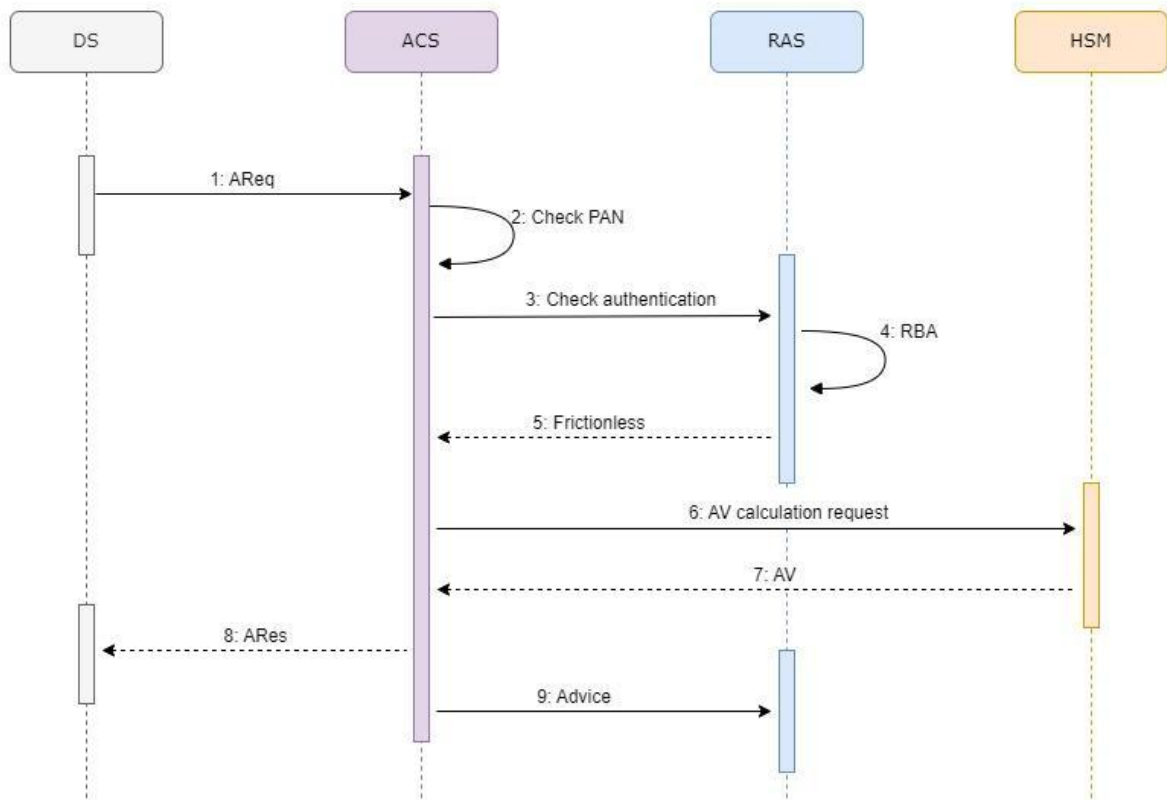 DS
ACS
RAS
HSM
1: AReq
2: Check PAN
3: Check authentication
4: RBA
5: Frictionless
6: AV calculation request
7: AV
8: ARes
9: Advice